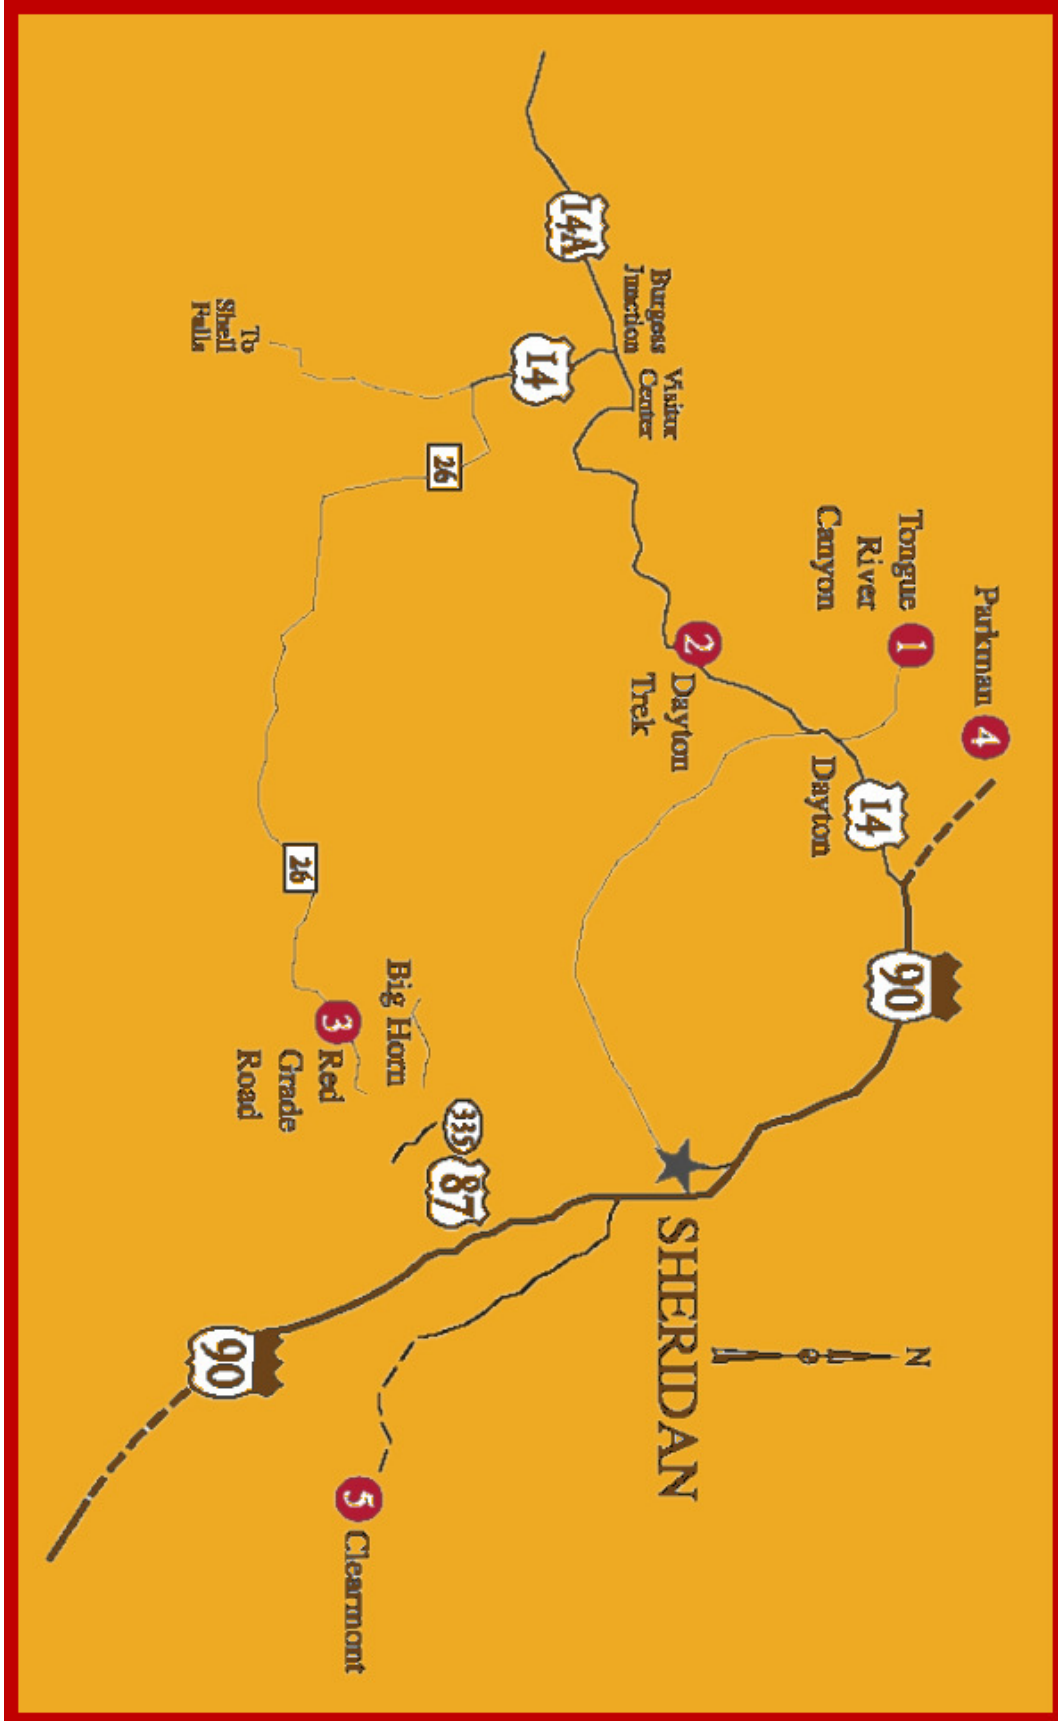 Parkman
4
Tongue
River
Canyon
1
14
Dayton
90
2
Dayton
Trek
Burgess
Junction
Visitor
Center
14A
14
To
Shell
Falls
26
26
3
Red
Grade
Road
Big Horn
335
87
SHERIDAN
N
90
5
Clearmont